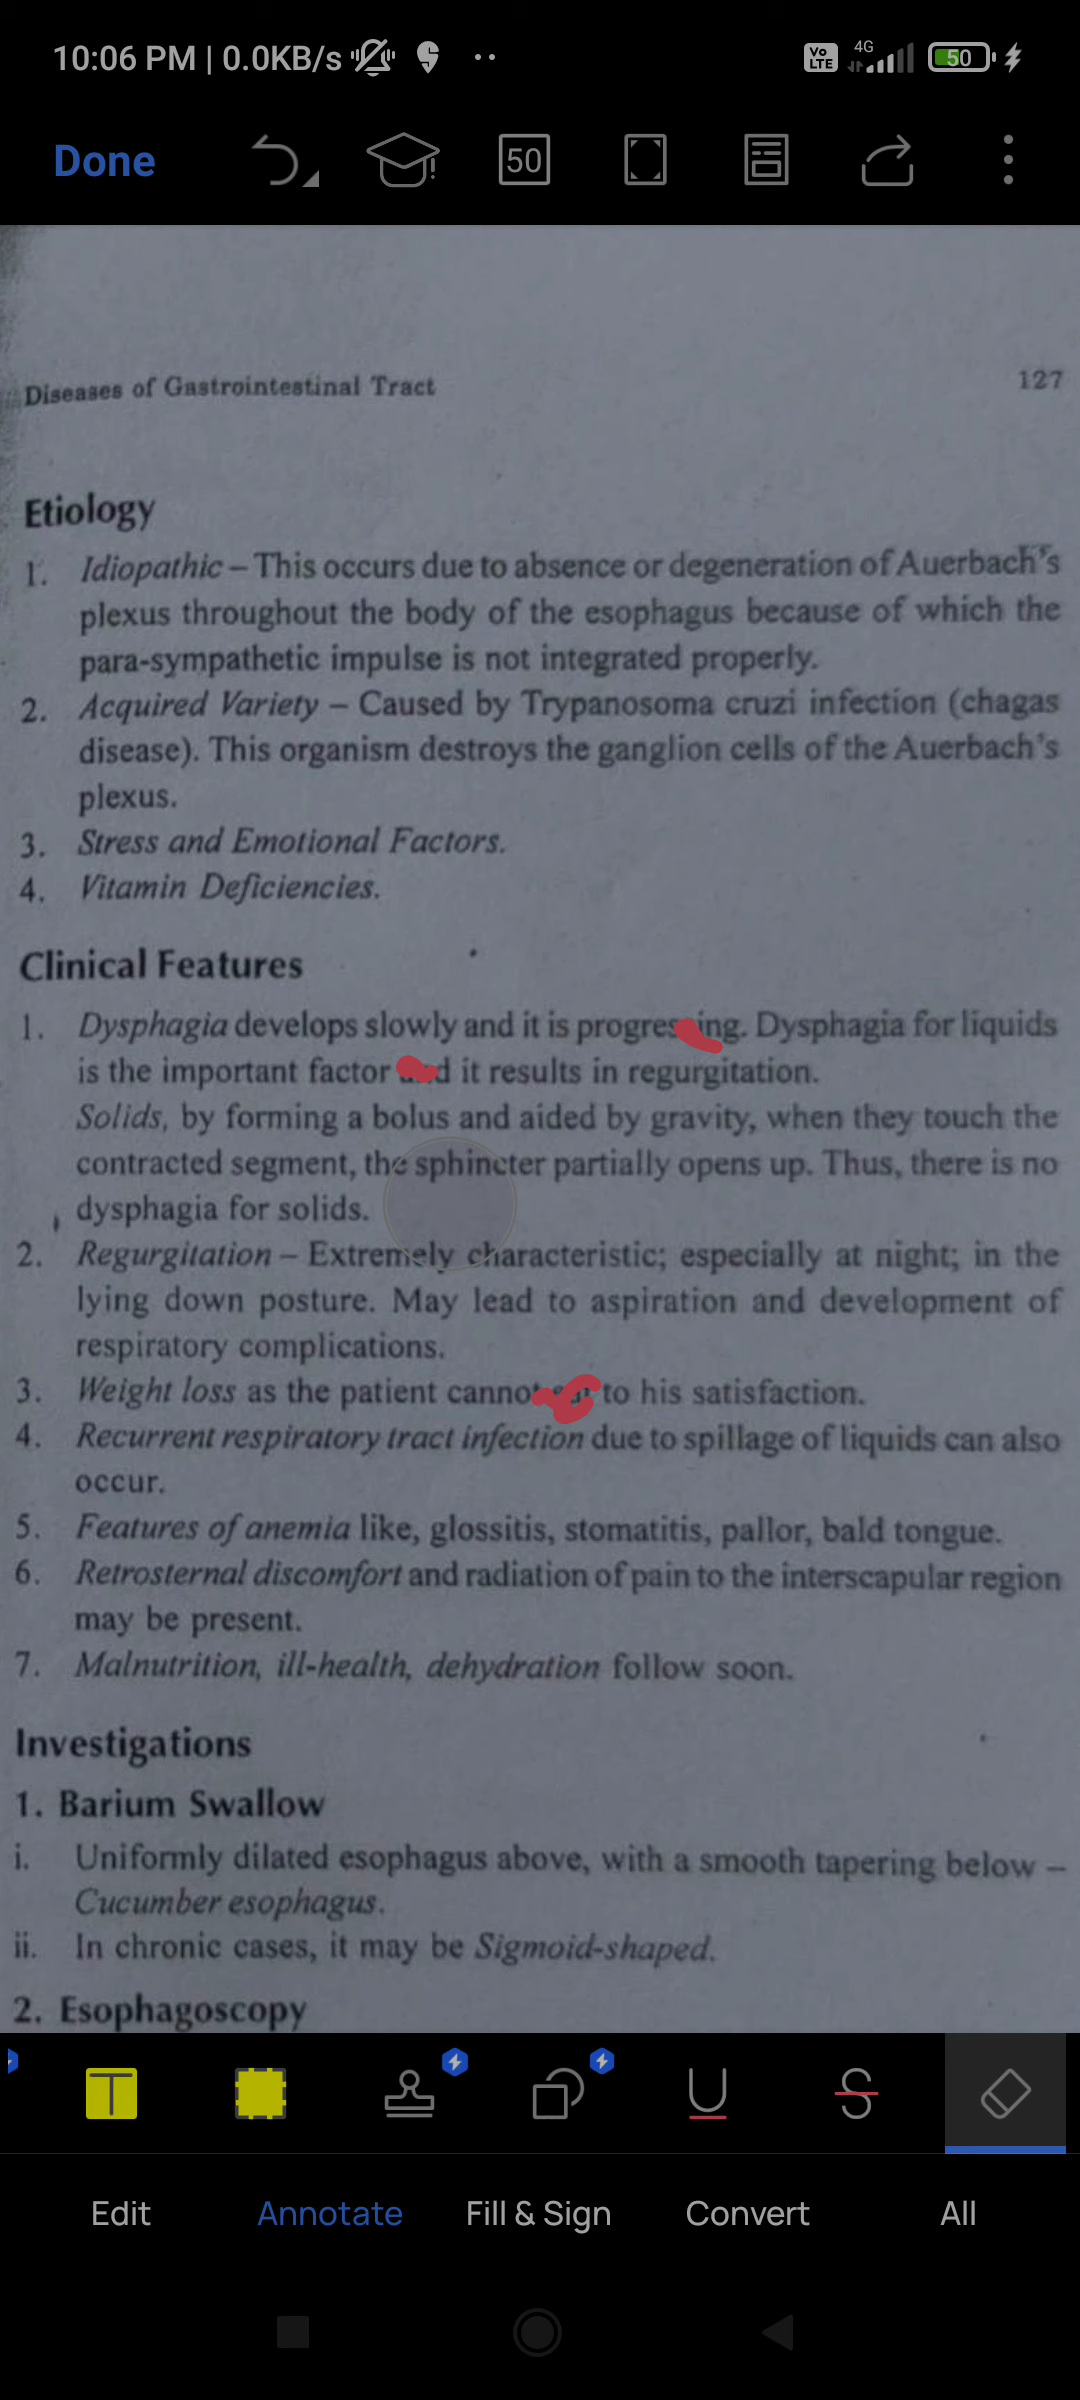 10:06 PM | 0.0KB/s
Vo LTE 4G 50
Done 50
Diseases of Gastrointestinal Tract 127
Etiology
1. Idiopathic – This occurs due to absence or degeneration of Auerbach's
plexus throughout the body of the esophagus because of which the
para-sympathetic impulse is not integrated properly.
2. Acquired Variety – Caused by Trypanosoma cruzi infection (chagas
disease). This organism destroys the ganglion cells of the Auerbach's
plexus.
3. Stress and Emotional Factors.
4. Vitamin Deficiencies.
Clinical Features
1. Dysphagia develops slowly and it is progressing. Dysphagia for liquids
is the important factor and it results in regurgitation.
Solids, by forming a bolus and aided by gravity, when they touch the
contracted segment, the sphincter partially opens up. Thus, there is no
dysphagia for solids.
2. Regurgitation – Extremely characteristic; especially at night; in the
lying down posture. May lead to aspiration and development of
respiratory complications.
3. Weight loss as the patient cannot to his satisfaction.
4. Recurrent respiratory tract infection due to spillage of liquids can also
occur.
5. Features of anemia like, glossitis, stomatitis, pallor, bald tongue.
6. Retrosternal discomfort and radiation of pain to the interscapular region
may be present.
7. Malnutrition, ill-health, dehydration follow soon.
Investigations
1. Barium Swallow
i. Uniformly dilated esophagus above, with a smooth tapering below –
Cucumber esophagus.
ii. In chronic cases, it may be Sigmoid-shaped.
2. Esophagoscopy
Edit Annotate Fill & Sign Convert All